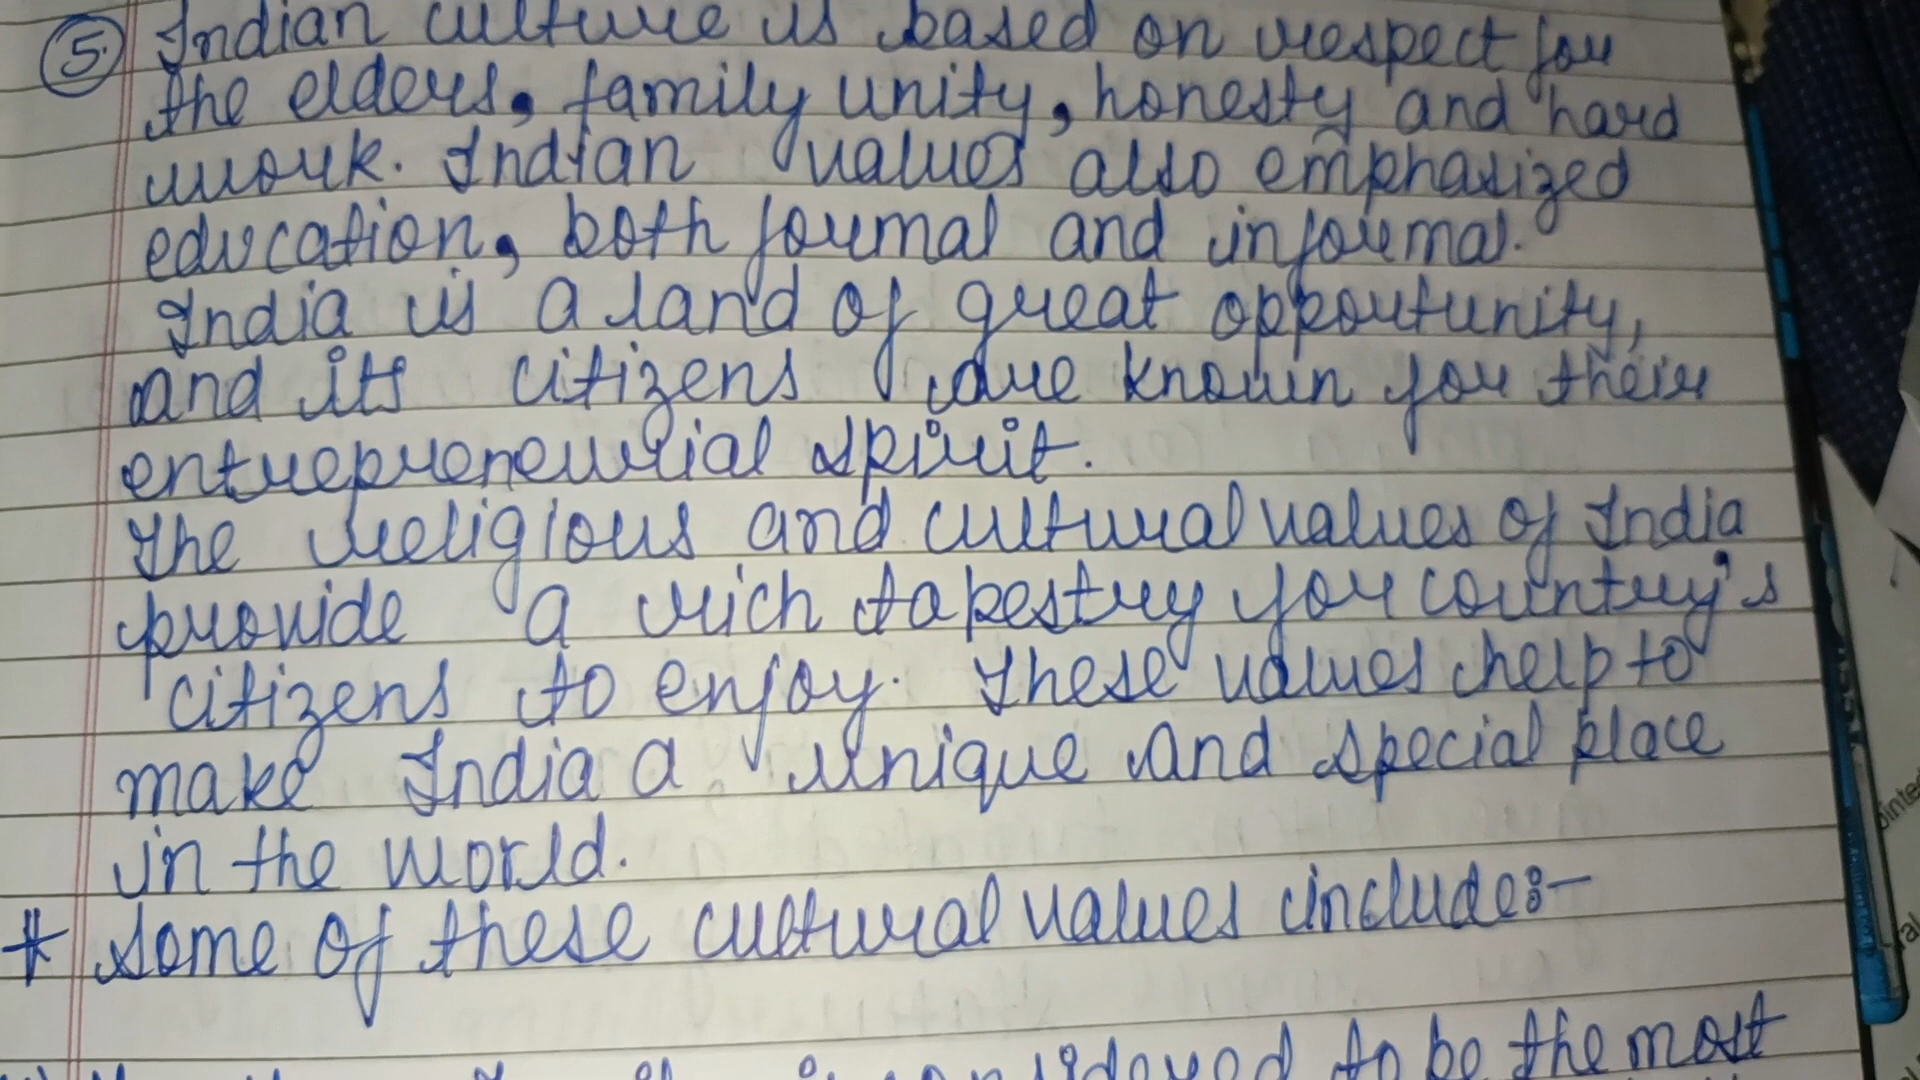 5. Indian culture is based on respect for
the elders, family unity, honesty and hard
work. Indian values also emphasized
education, both formal and informal.
India is a land of great opportunity,
and its citizens are known for their
entrepreneurial spirit.
The religious and cultural values of India
provide a rich tapestry for country's
citizens to enjoy. These values help to
make India a unique and special place
in the world.
* Some of these cultural values include:-
considered to be the most